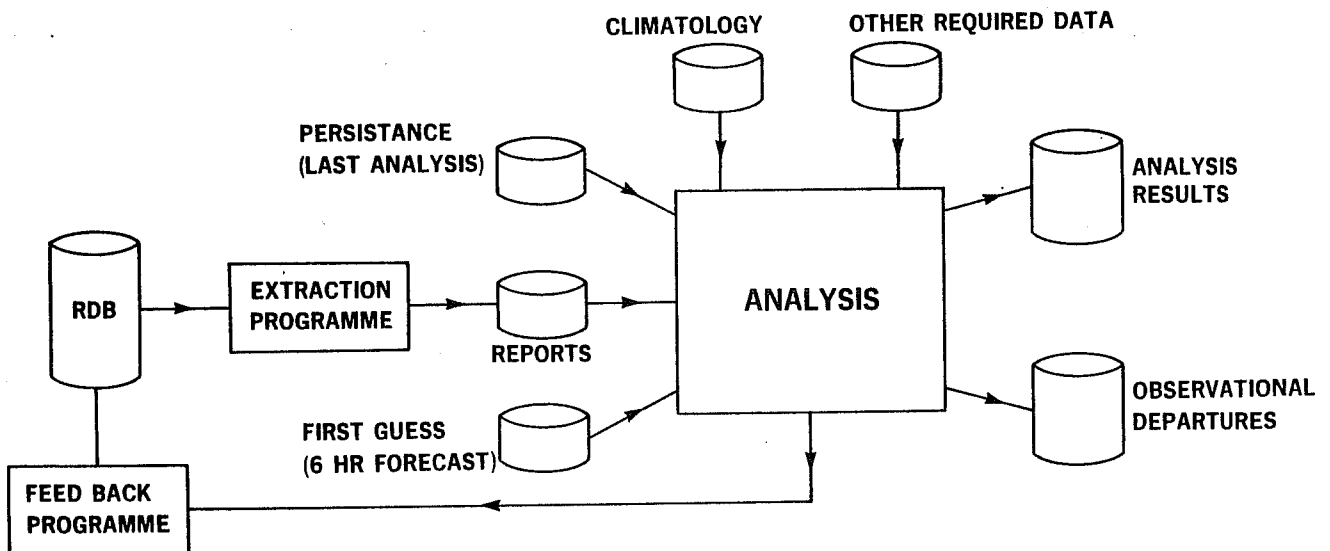 CLIMATOLOGY
OTHER REQUIRED DATA
PERSISTANCE
(LAST ANALYSIS)
ANALYSIS
RESULTS
RDB
EXTRACTION
PROGRAMME
REPORTS
ANALYSIS
FIRST GUESS
(6 HR FORECAST)
OBSERVATIONAL
DEPARTURES
FEED BACK
PROGRAMME